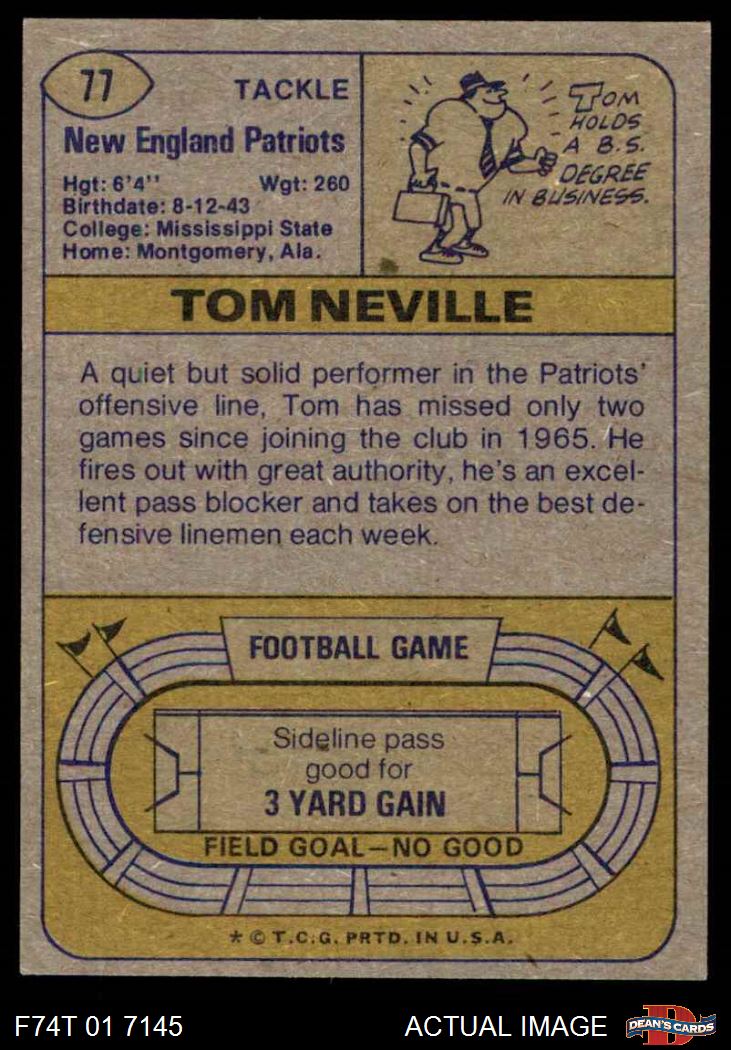 77
TACKLE
New England Patriots
Hgt: 6'4'' Wgt: 260
Birthdate: 8-12-43
College: Mississippi State
Home: Montgomery, Ala.
TOM
HOLDS
A B.S.
DEGREE
IN BUSINESS.
TOM NEVILLE
A quiet but solid performer in the Patriots'
offensive line, Tom has missed only two
games since joining the club in 1965. He
fires out with great authority, he's an excel-
lent pass blocker and takes on the best de-
fensive linemen each week.
FOOTBALL GAME
Sideline pass
good for
3 YARD GAIN
FIELD GOAL—NO GOOD
* © T.C.G. PRTD. IN U.S.A.
F74T 01 7145
ACTUAL IMAGE
D
DEAN'S CARDS